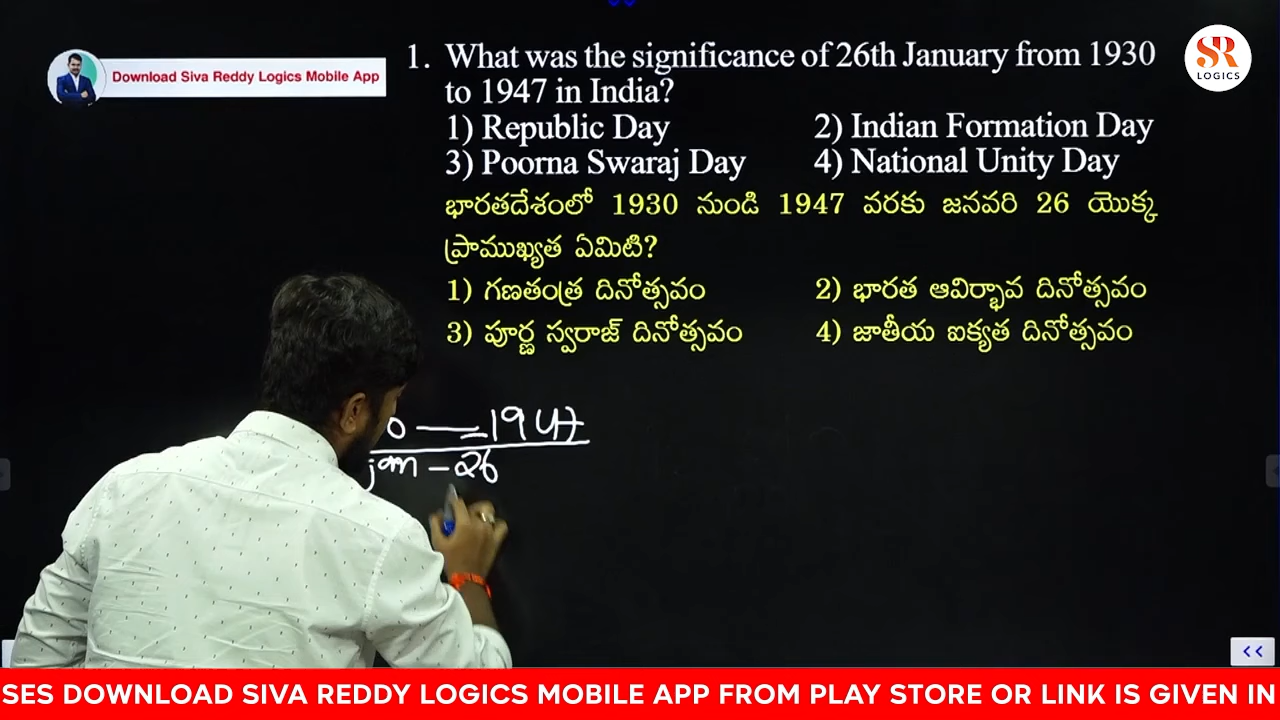 Download Siva Reddy Logics Mobile App
SR
LOGICS
1. What was the significance of 26th January from 1930
to 1947 in India?
1) Republic Day 2) Indian Formation Day
3) Poorna Swaraj Day 4) National Unity Day
భారతదేశంలో 1930 నుండి 1947 వరకు జనవరి 26 యొక్క
ప్రాముఖ్యత ఏమిటి?
1) గణతంత్ర దినోత్సవం 2) భారత ఆవిర్భావ దినోత్సవం
3) పూర్ణ స్వరాజ్ దినోత్సవం 4) జాతీయ ఐక్యత దినోత్సవం
0 — 1947
jan - 26
<<
SES DOWNLOAD SIVA REDDY LOGICS MOBILE APP FROM PLAY STORE OR LINK IS GIVEN IN